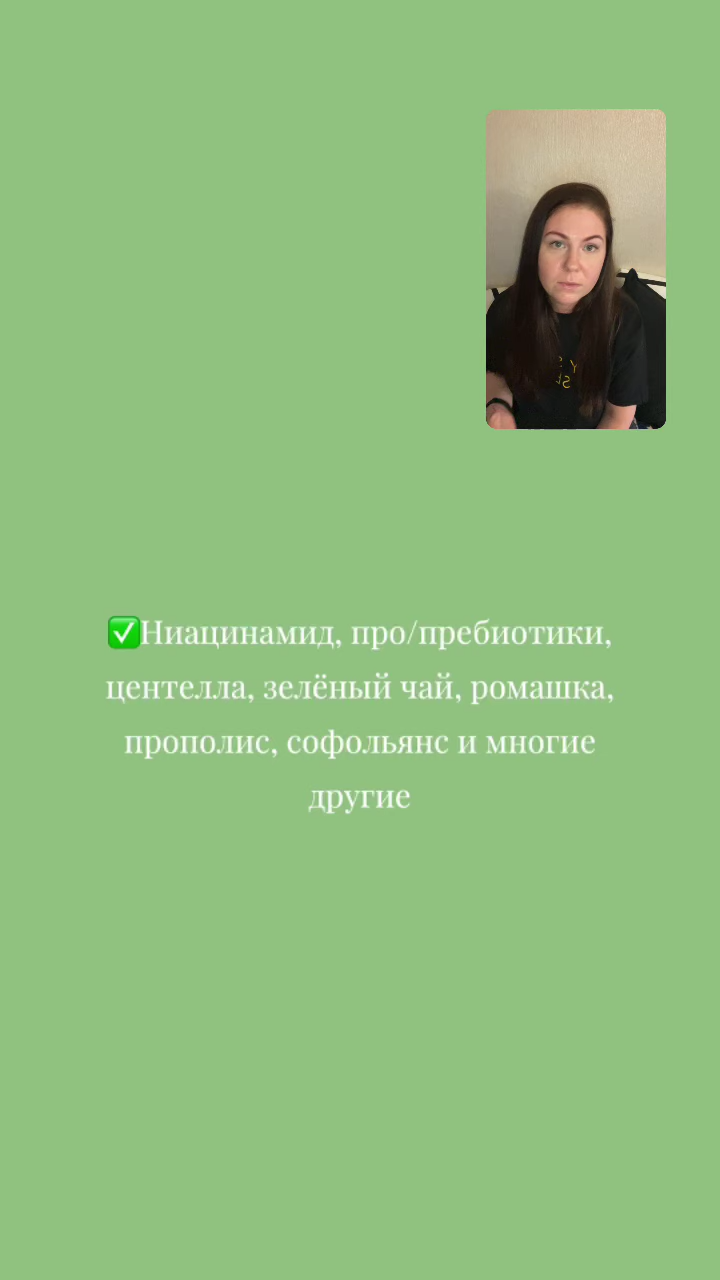 ✅Ниацинамид, про/пребиотики,
центелла, зелёный чай, ромашка,
прополис, софольянс и многие
другие